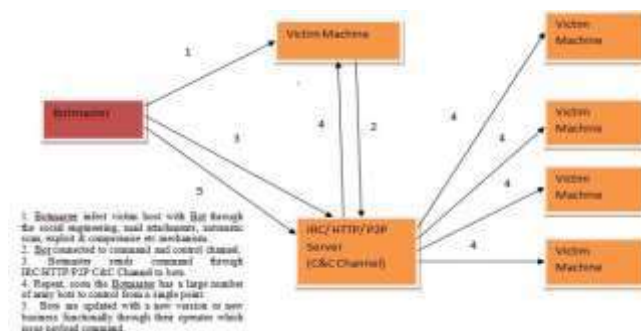 Botmaster
Victim Machine
IRC/ HTTP/ P2P
Server
(C&C Channel)
Victim
Machine
Victim
Machine
Victim
Machine
Victim
Machine
1
3
5
4
2
4
4
4
4
1. Botmaster infect victim host with Bot through
the social engineering, mail attachments, automatic
scan, exploit & compromise etc mechanism.
2. Bot connected to command and control channel.
3. Botmaster sends command through
IRC/HTTP/P2P C&C Channel to bots.
4. Repeat, soon the Botmaster has a large number
of army bots to control from a single point
5. Bots are updated with a new version or new
business functionally through their operator which
issue payload command.